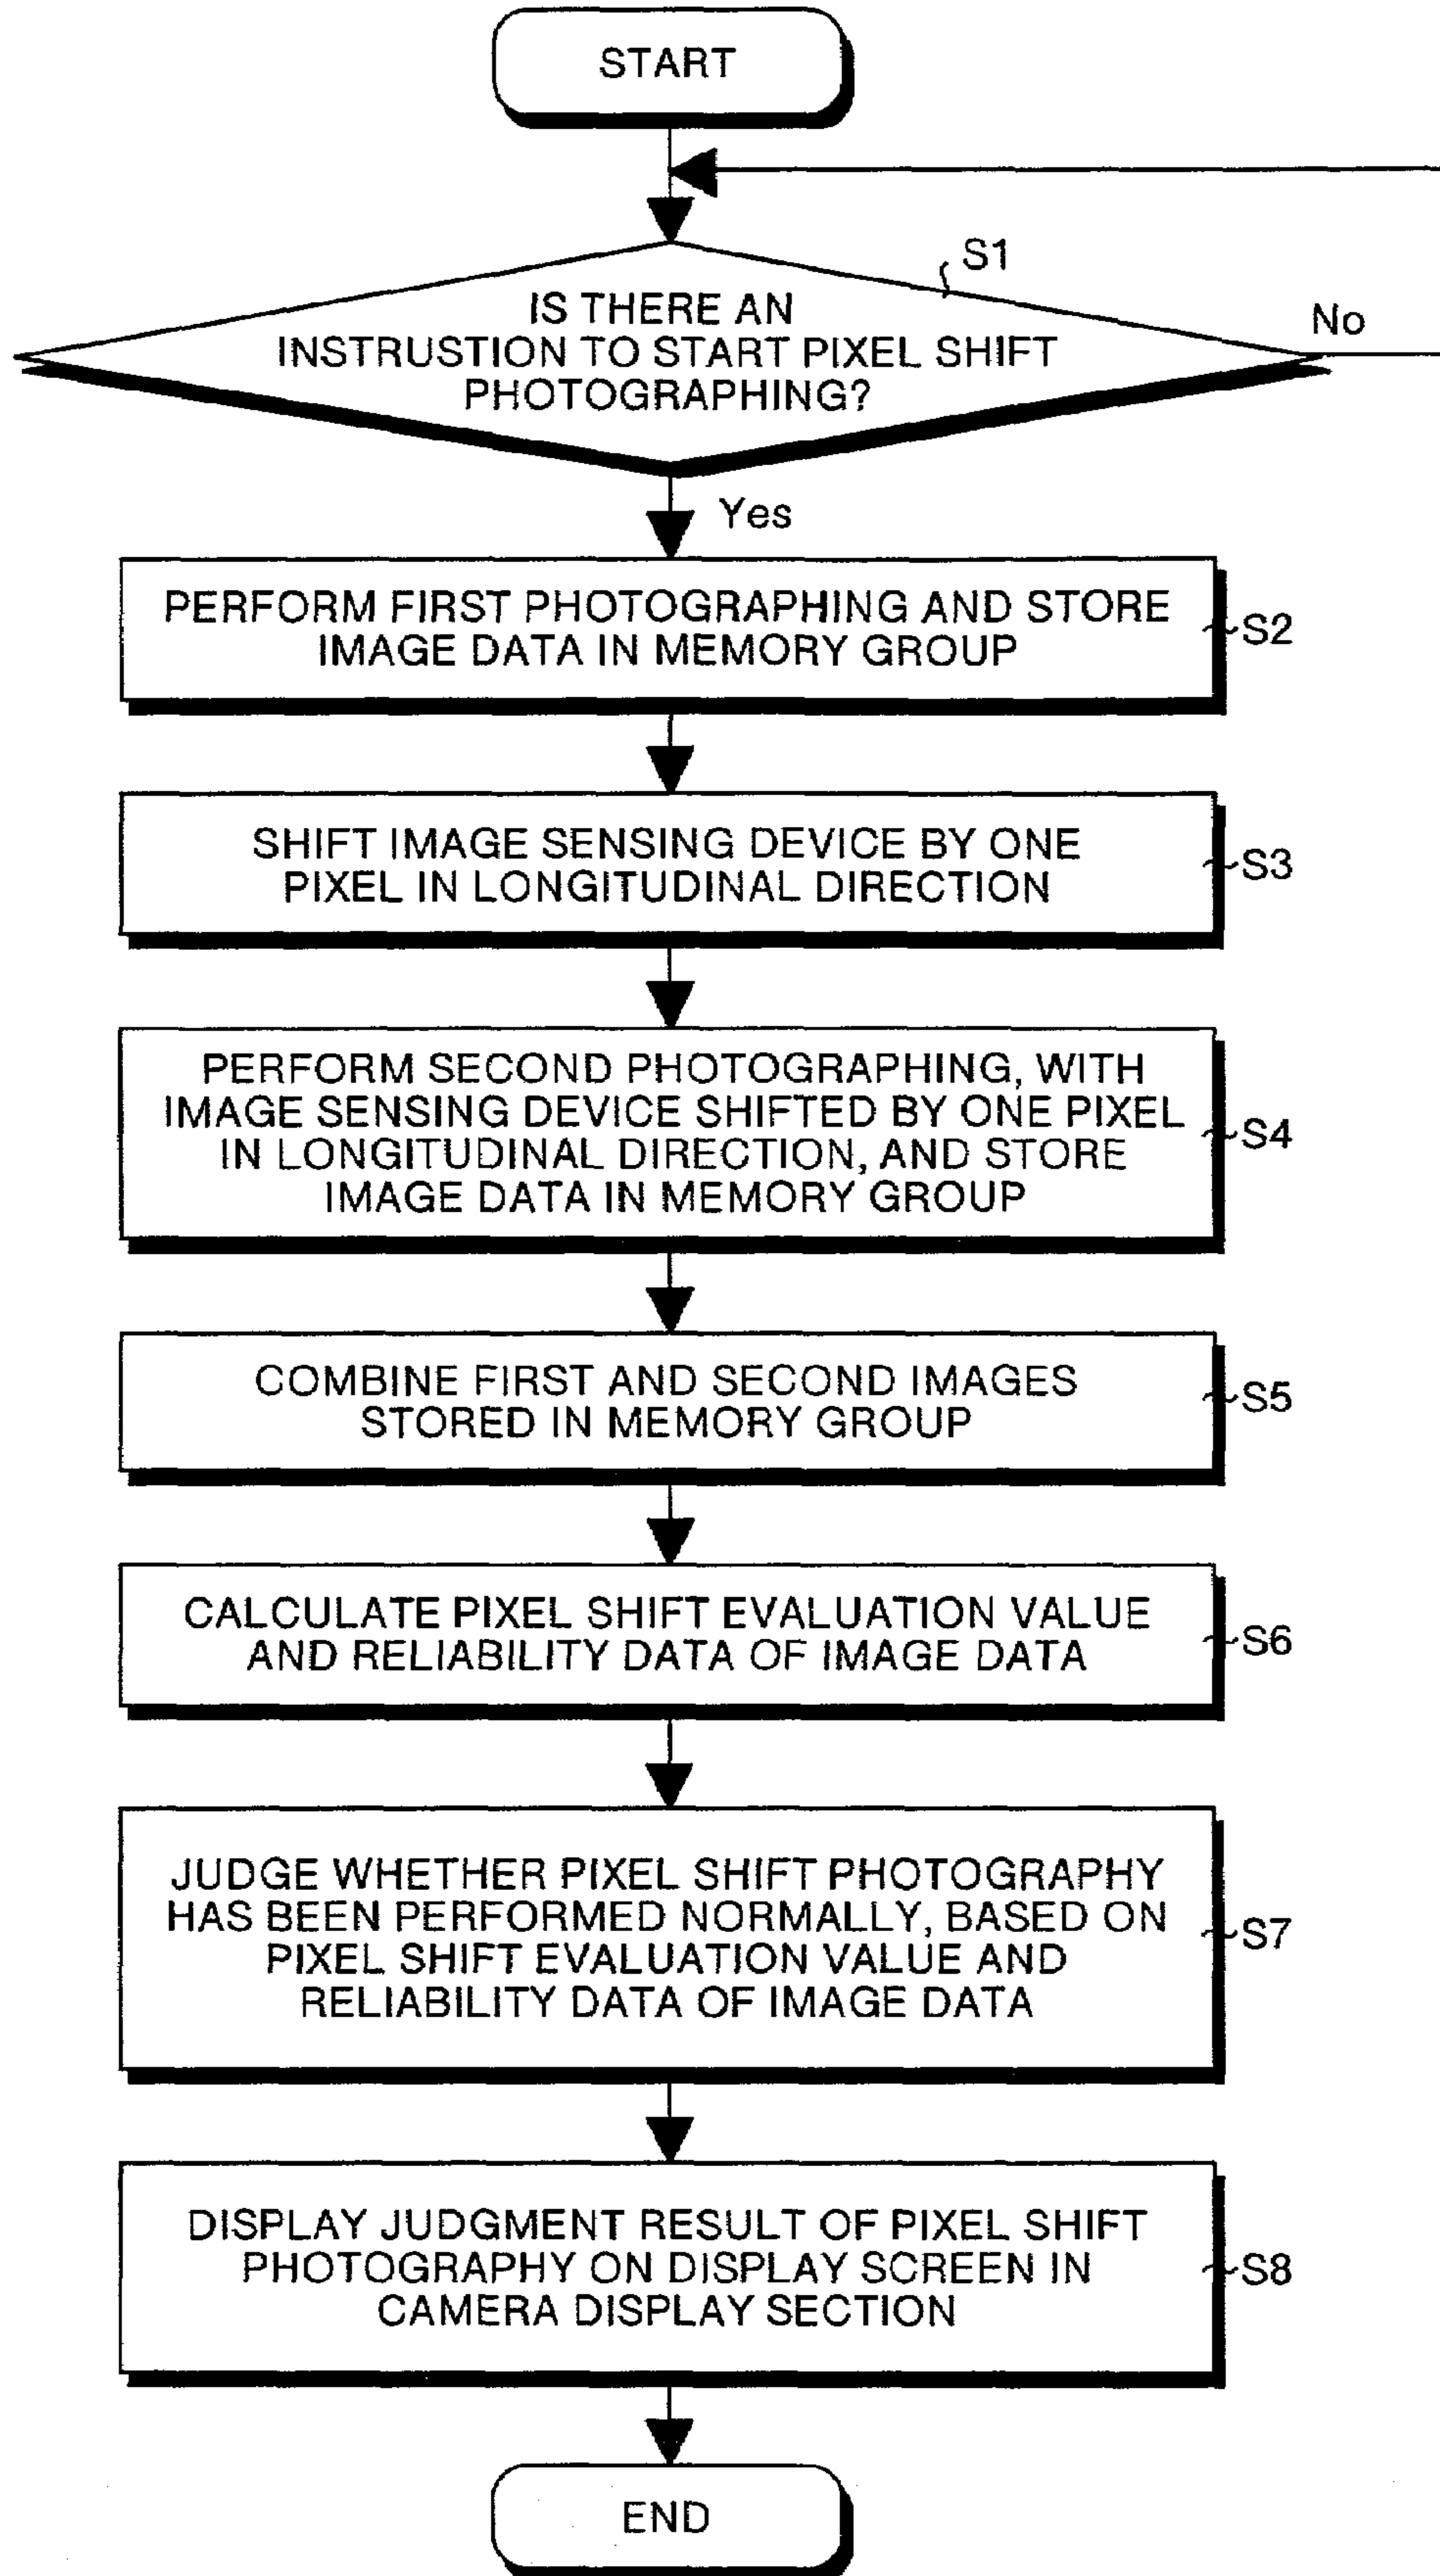 START
S1
IS THERE AN
INSTRUSTION TO START PIXEL SHIFT
PHOTOGRAPHING?
No
Yes
PERFORM FIRST PHOTOGRAPHING AND STORE
IMAGE DATA IN MEMORY GROUP
S2
SHIFT IMAGE SENSING DEVICE BY ONE
PIXEL IN LONGITUDINAL DIRECTION
S3
PERFORM SECOND PHOTOGRAPHING, WITH
IMAGE SENSING DEVICE SHIFTED BY ONE PIXEL
IN LONGITUDINAL DIRECTION, AND STORE
IMAGE DATA IN MEMORY GROUP
S4
COMBINE FIRST AND SECOND IMAGES
STORED IN MEMORY GROUP
S5
CALCULATE PIXEL SHIFT EVALUATION VALUE
AND RELIABILITY DATA OF IMAGE DATA
S6
JUDGE WHETHER PIXEL SHIFT PHOTOGRAPHY
HAS BEEN PERFORMED NORMALLY, BASED ON
PIXEL SHIFT EVALUATION VALUE AND
RELIABILITY DATA OF IMAGE DATA
S7
DISPLAY JUDGMENT RESULT OF PIXEL SHIFT
PHOTOGRAPHY ON DISPLAY SCREEN IN
CAMERA DISPLAY SECTION
S8
END